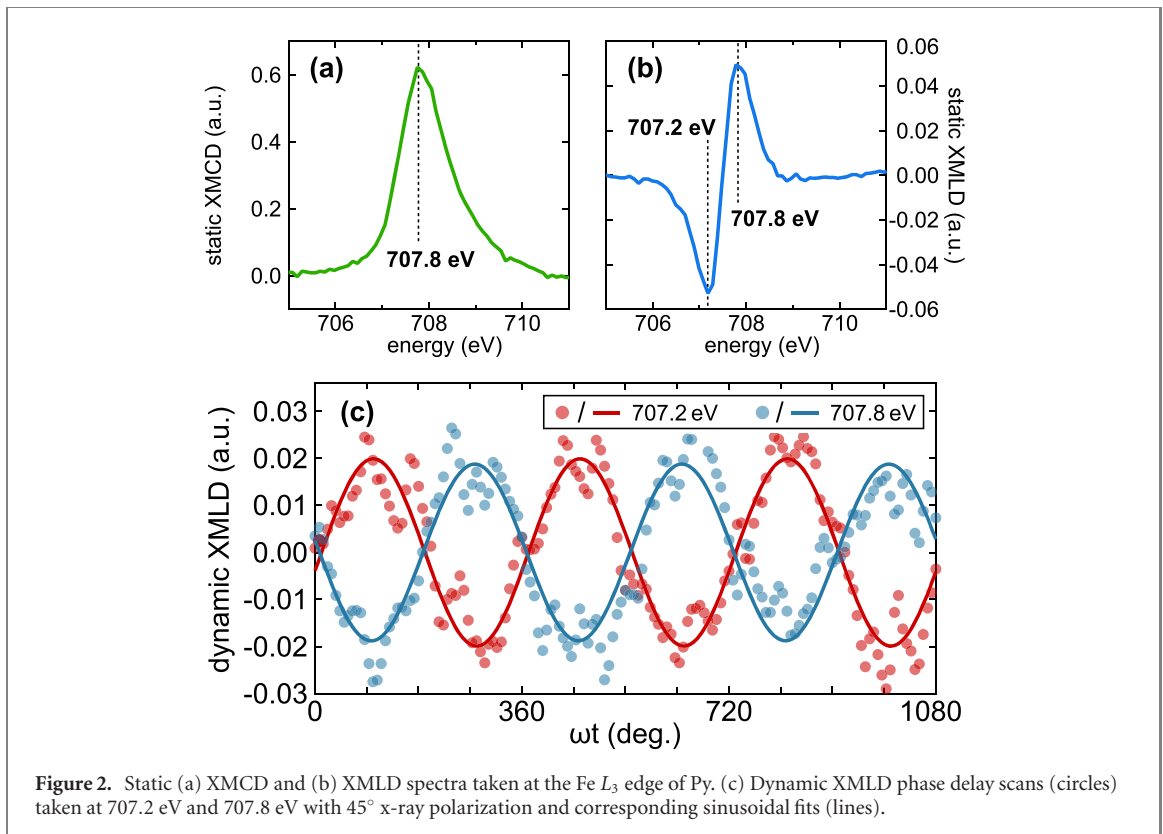 (a)
0.6
0.4
0.2
0.0
static XMCD (a.u.)
707.8 eV
706 708 710
energy (eV)
(b)
0.06
0.04
0.02
0.00
-0.02
-0.04
-0.06
static XMLD (a.u.)
707.2 eV
707.8 eV
706 708 710
energy (eV)
(c)
/ 707.2 eV / 707.8 eV
0.03
0.02
0.01
0.00
-0.01
-0.02
-0.03
dynamic XMLD (a.u.)
0 360 720 1080
ωt (deg.)
Figure 2. Static (a) XMCD and (b) XMLD spectra taken at the Fe L₃ edge of Py. (c) Dynamic XMLD phase delay scans (circles)
taken at 707.2 eV and 707.8 eV with 45° x-ray polarization and corresponding sinusoidal fits (lines).